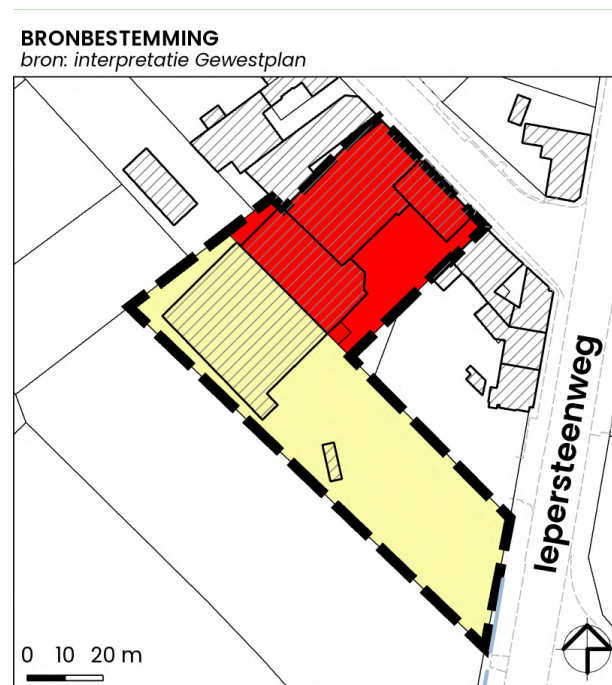 BRONBESTEMMING
bron: interpretatie Gewestplan
Iepersteenweg
0 10 20 m